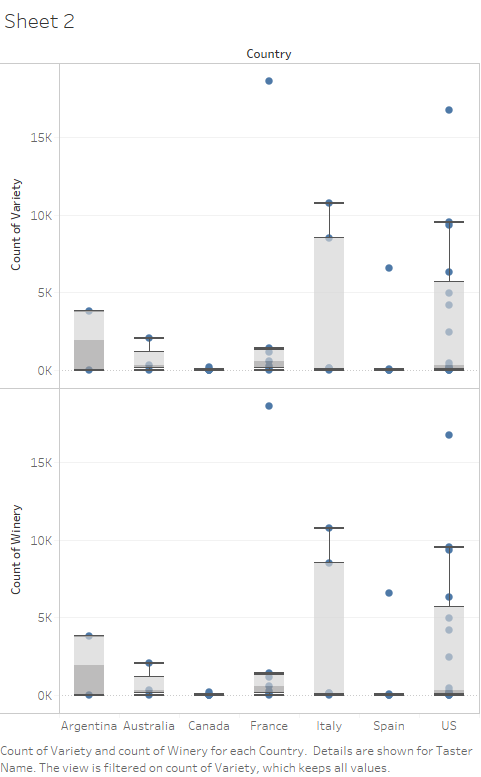 Sheet 2
Country
15K
10K
5K
0K
Count of Variety
15K
10K
5K
0K
Count of Winery
Argentina Australia Canada France Italy Spain US
Count of Variety and count of Winery for each Country. Details are shown for Taster
Name. The view is filtered on count of Variety, which keeps all values.